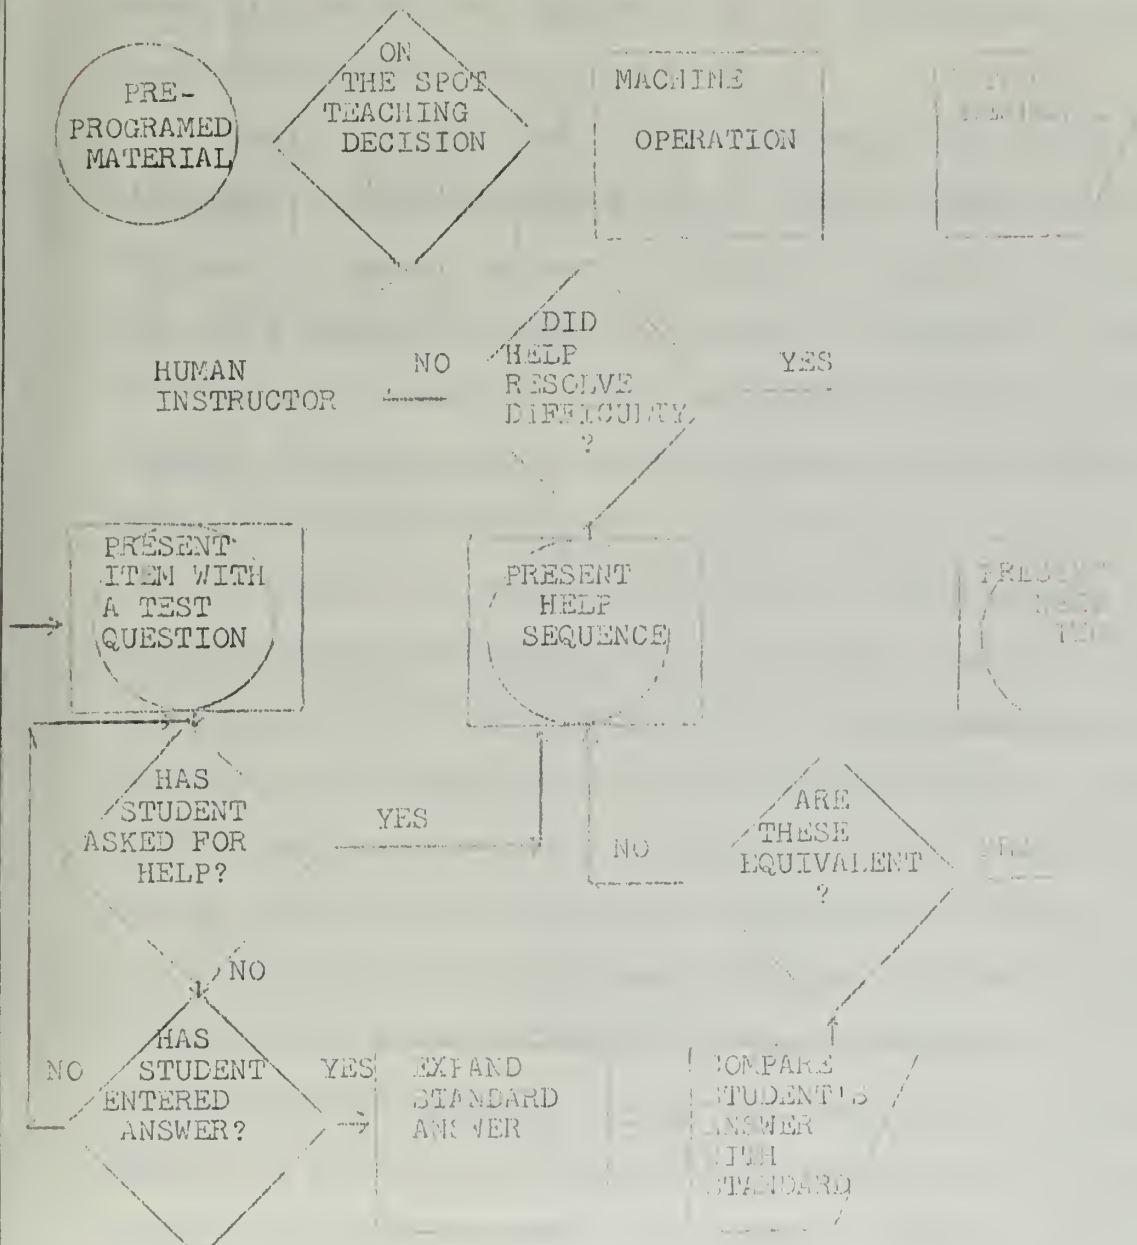 PRE-
PROGRAMED
MATERIAL
ON
THE SPOT
TEACHING
DECISION
MACHINE
OPERATION
HUMAN
INSTRUCTOR
NO
DID
HELP
RESOLVE
DIFFICULTY
?
YES
PRESENT
ITEM WITH
A TEST
QUESTION
PRESENT
HELP
SEQUENCE
PRESENT
HAS
STUDENT
ASKED FOR
HELP?
YES
NO
ARE
THESE
EQUIVALENT
?
NO
NO
HAS
STUDENT
ENTERED
ANSWER?
YES
EXPAND
STANDARD
ANSWER
COMPARE
STUDENT'S
ANSWER
WITH
STANDARD